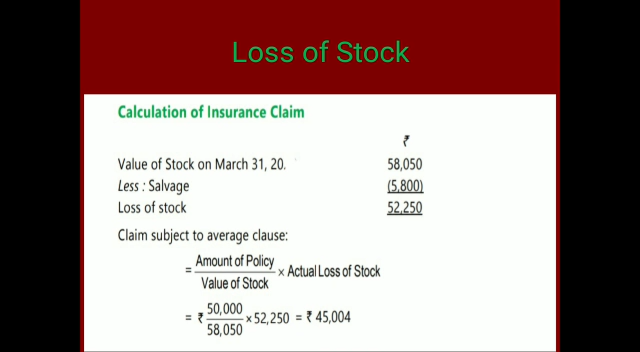 Loss of Stock
Calculation of Insurance Claim
₹
Value of Stock on March 31, 20. 58,050
Less : Salvage (5,800)
Loss of stock 52,250
Claim subject to average clause:
= Amount of Policy / Value of Stock × Actual Loss of Stock
= ₹ 50,000 / 58,050 × 52,250 = ₹ 45,004